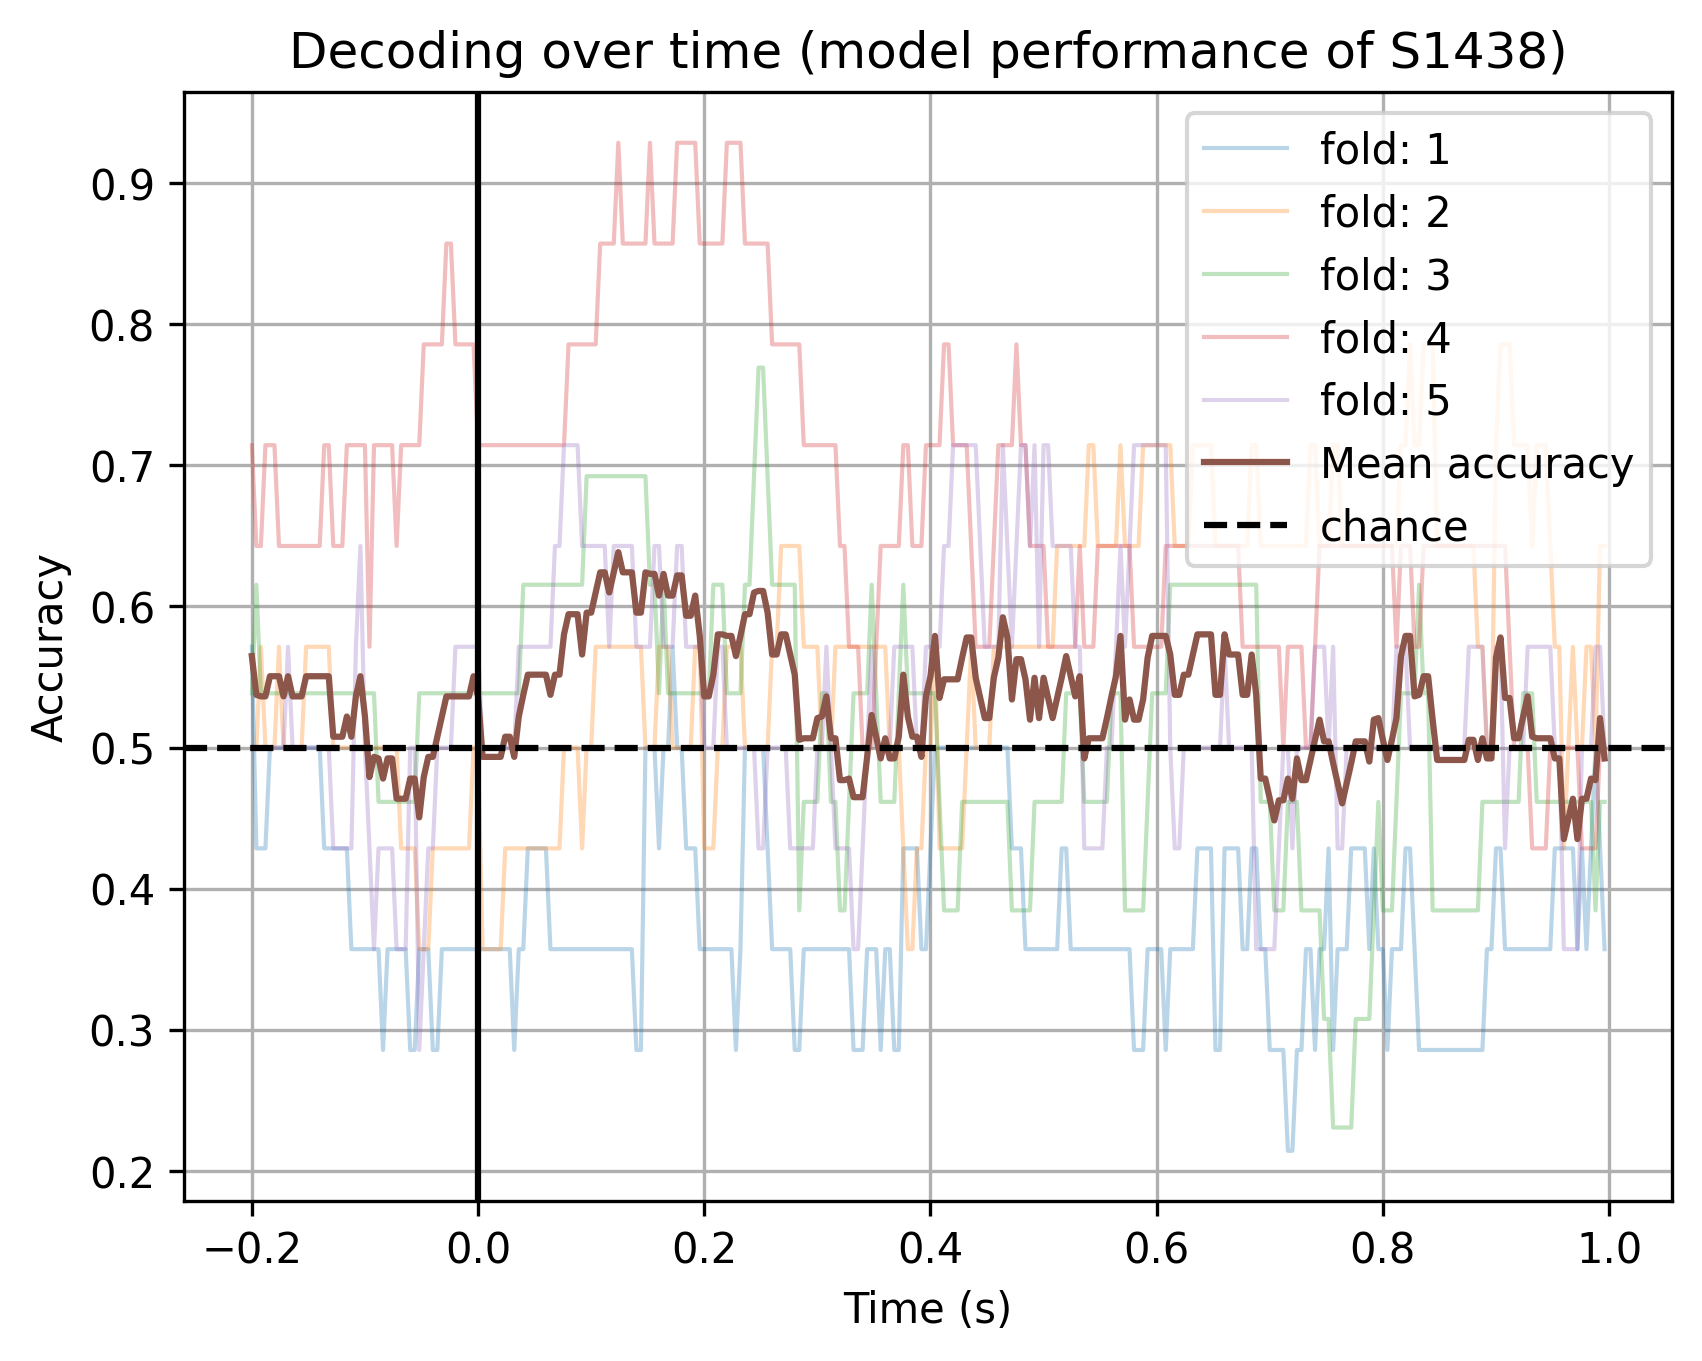 Decoding over time (model performance of S1438)
fold: 1
fold: 2
fold: 3
fold: 4
fold: 5
Mean accuracy
chance
Accuracy
0.9
0.8
0.7
0.6
0.5
0.4
0.3
0.2
−0.2 0.0 0.2 0.4 0.6 0.8 1.0
Time (s)